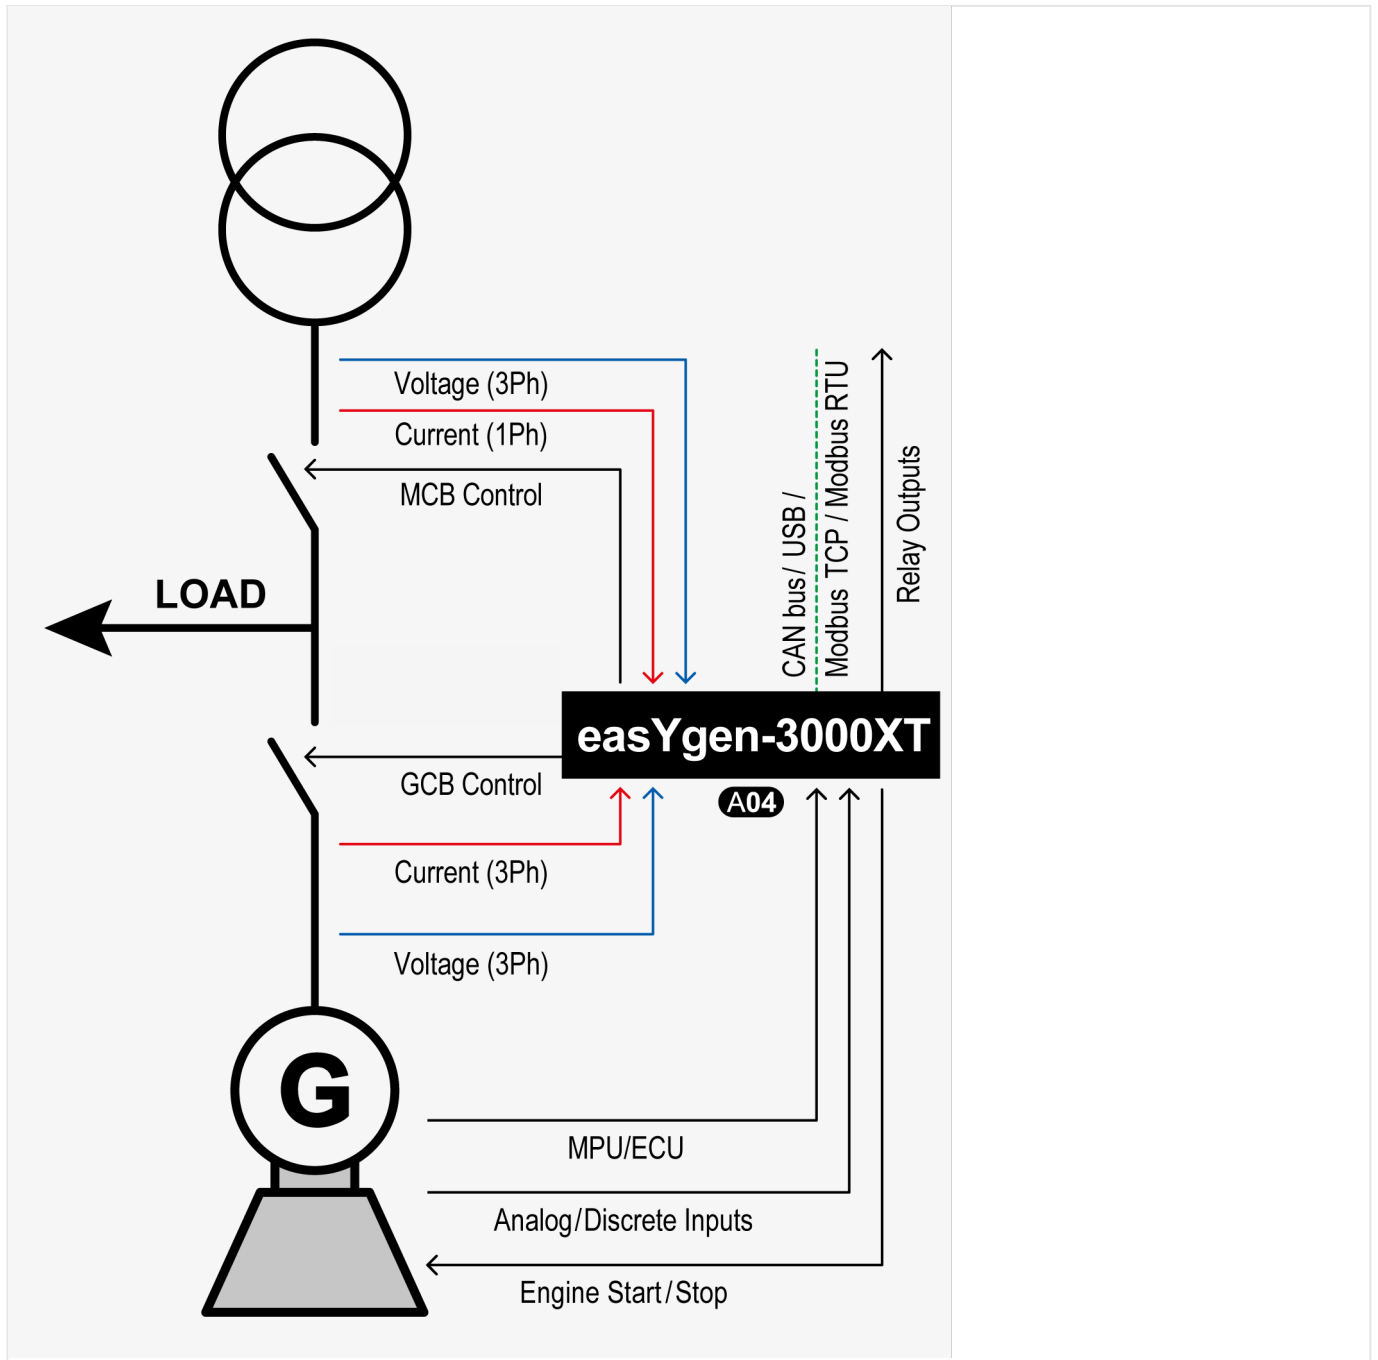 Voltage (3Ph)
Current (1Ph)
MCB Control
CAN bus/ USB /
Modbus TCP / Modbus RTU
Relay Outputs
LOAD
easYgen-3000XT
GCB Control
A04
Current (3Ph)
Voltage (3Ph)
G
MPU/ECU
Analog/Discrete Inputs
Engine Start/Stop